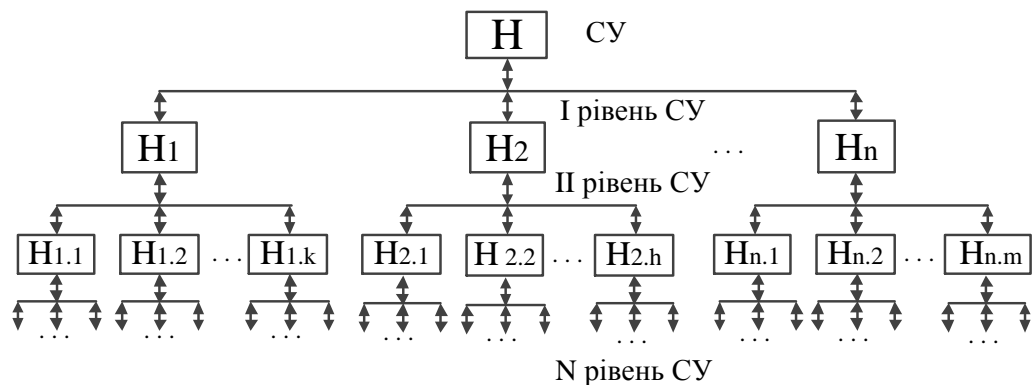 H СУ
I рівень СУ
H1 H2 ... Hn
II рівень СУ
H1.1 H1.2 ... H1.k H2.1 H 2.2 ... H2.h Hn.1 Hn.2 ... Hn.m
... ... ... ... ... ... ... ... ...
N рівень СУ